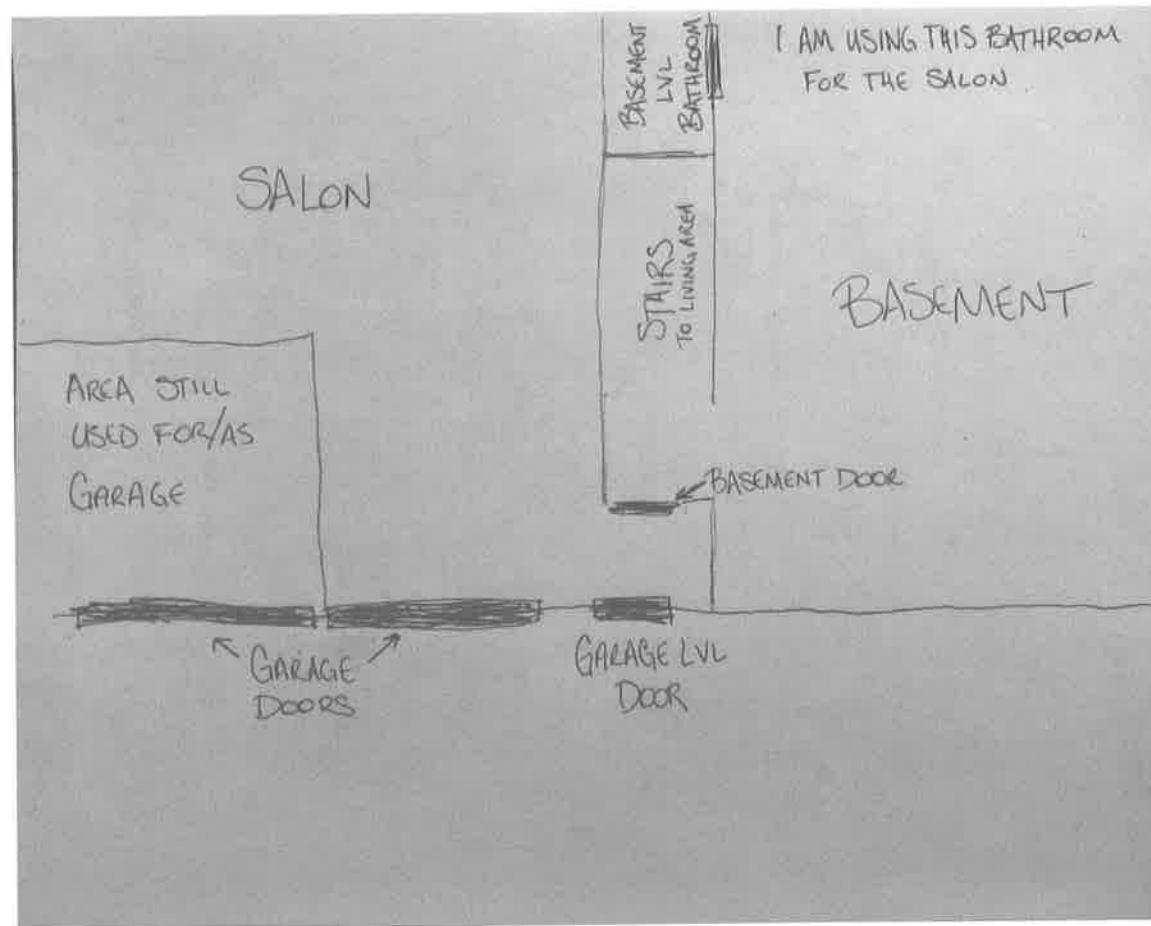 BASEMENT
LVL
BATHROOM
I AM USING THIS BATHROOM
FOR THE SALON
SALON
STAIRS
TO LIVING AREA
BASEMENT
AREA STILL
USED FOR/AS
GARAGE
BASEMENT DOOR
GARAGE
DOORS
GARAGE LVL
DOOR